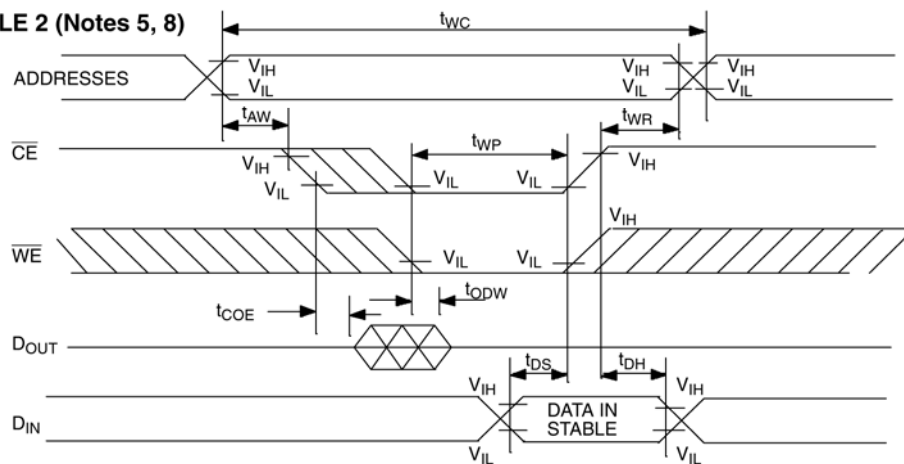 LE 2 (Notes 5, 8)
tWC
ADDRESSES
VIH
VIL
VIH
VIL
VIH
VIL
tAW
tWR
CE
tWP
VIH
VIL
VIL
VIL
VIH
WE
VIH
VIL
VIL
tCOE
tODW
DOUT
tDS
tDH
DIN
VIH
VIH
DATA IN
STABLE
VIL
VIL